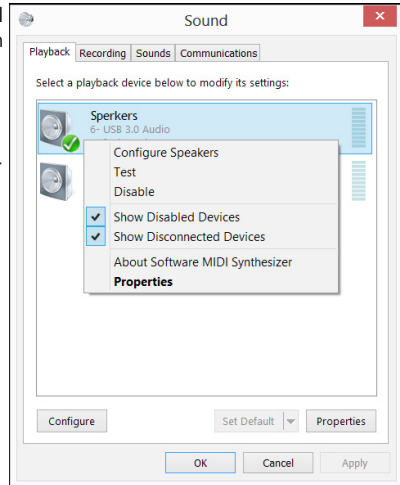 Sound
Playback Recording Sounds Communications
Select a playback device below to modify its settings:
Sperkers
6- USB 3.0 Audio
Configure Speakers
Test
Disable
Show Disabled Devices
Show Disconnected Devices
About Software MIDI Synthesizer
Properties
Configure Set Default Properties
OK Cancel Apply